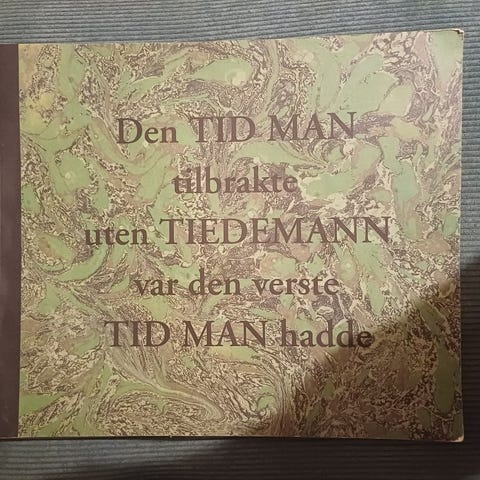 Den TID MAN
tilbrakte
uten TIEDEMANN
var den verste
TID MAN hadde